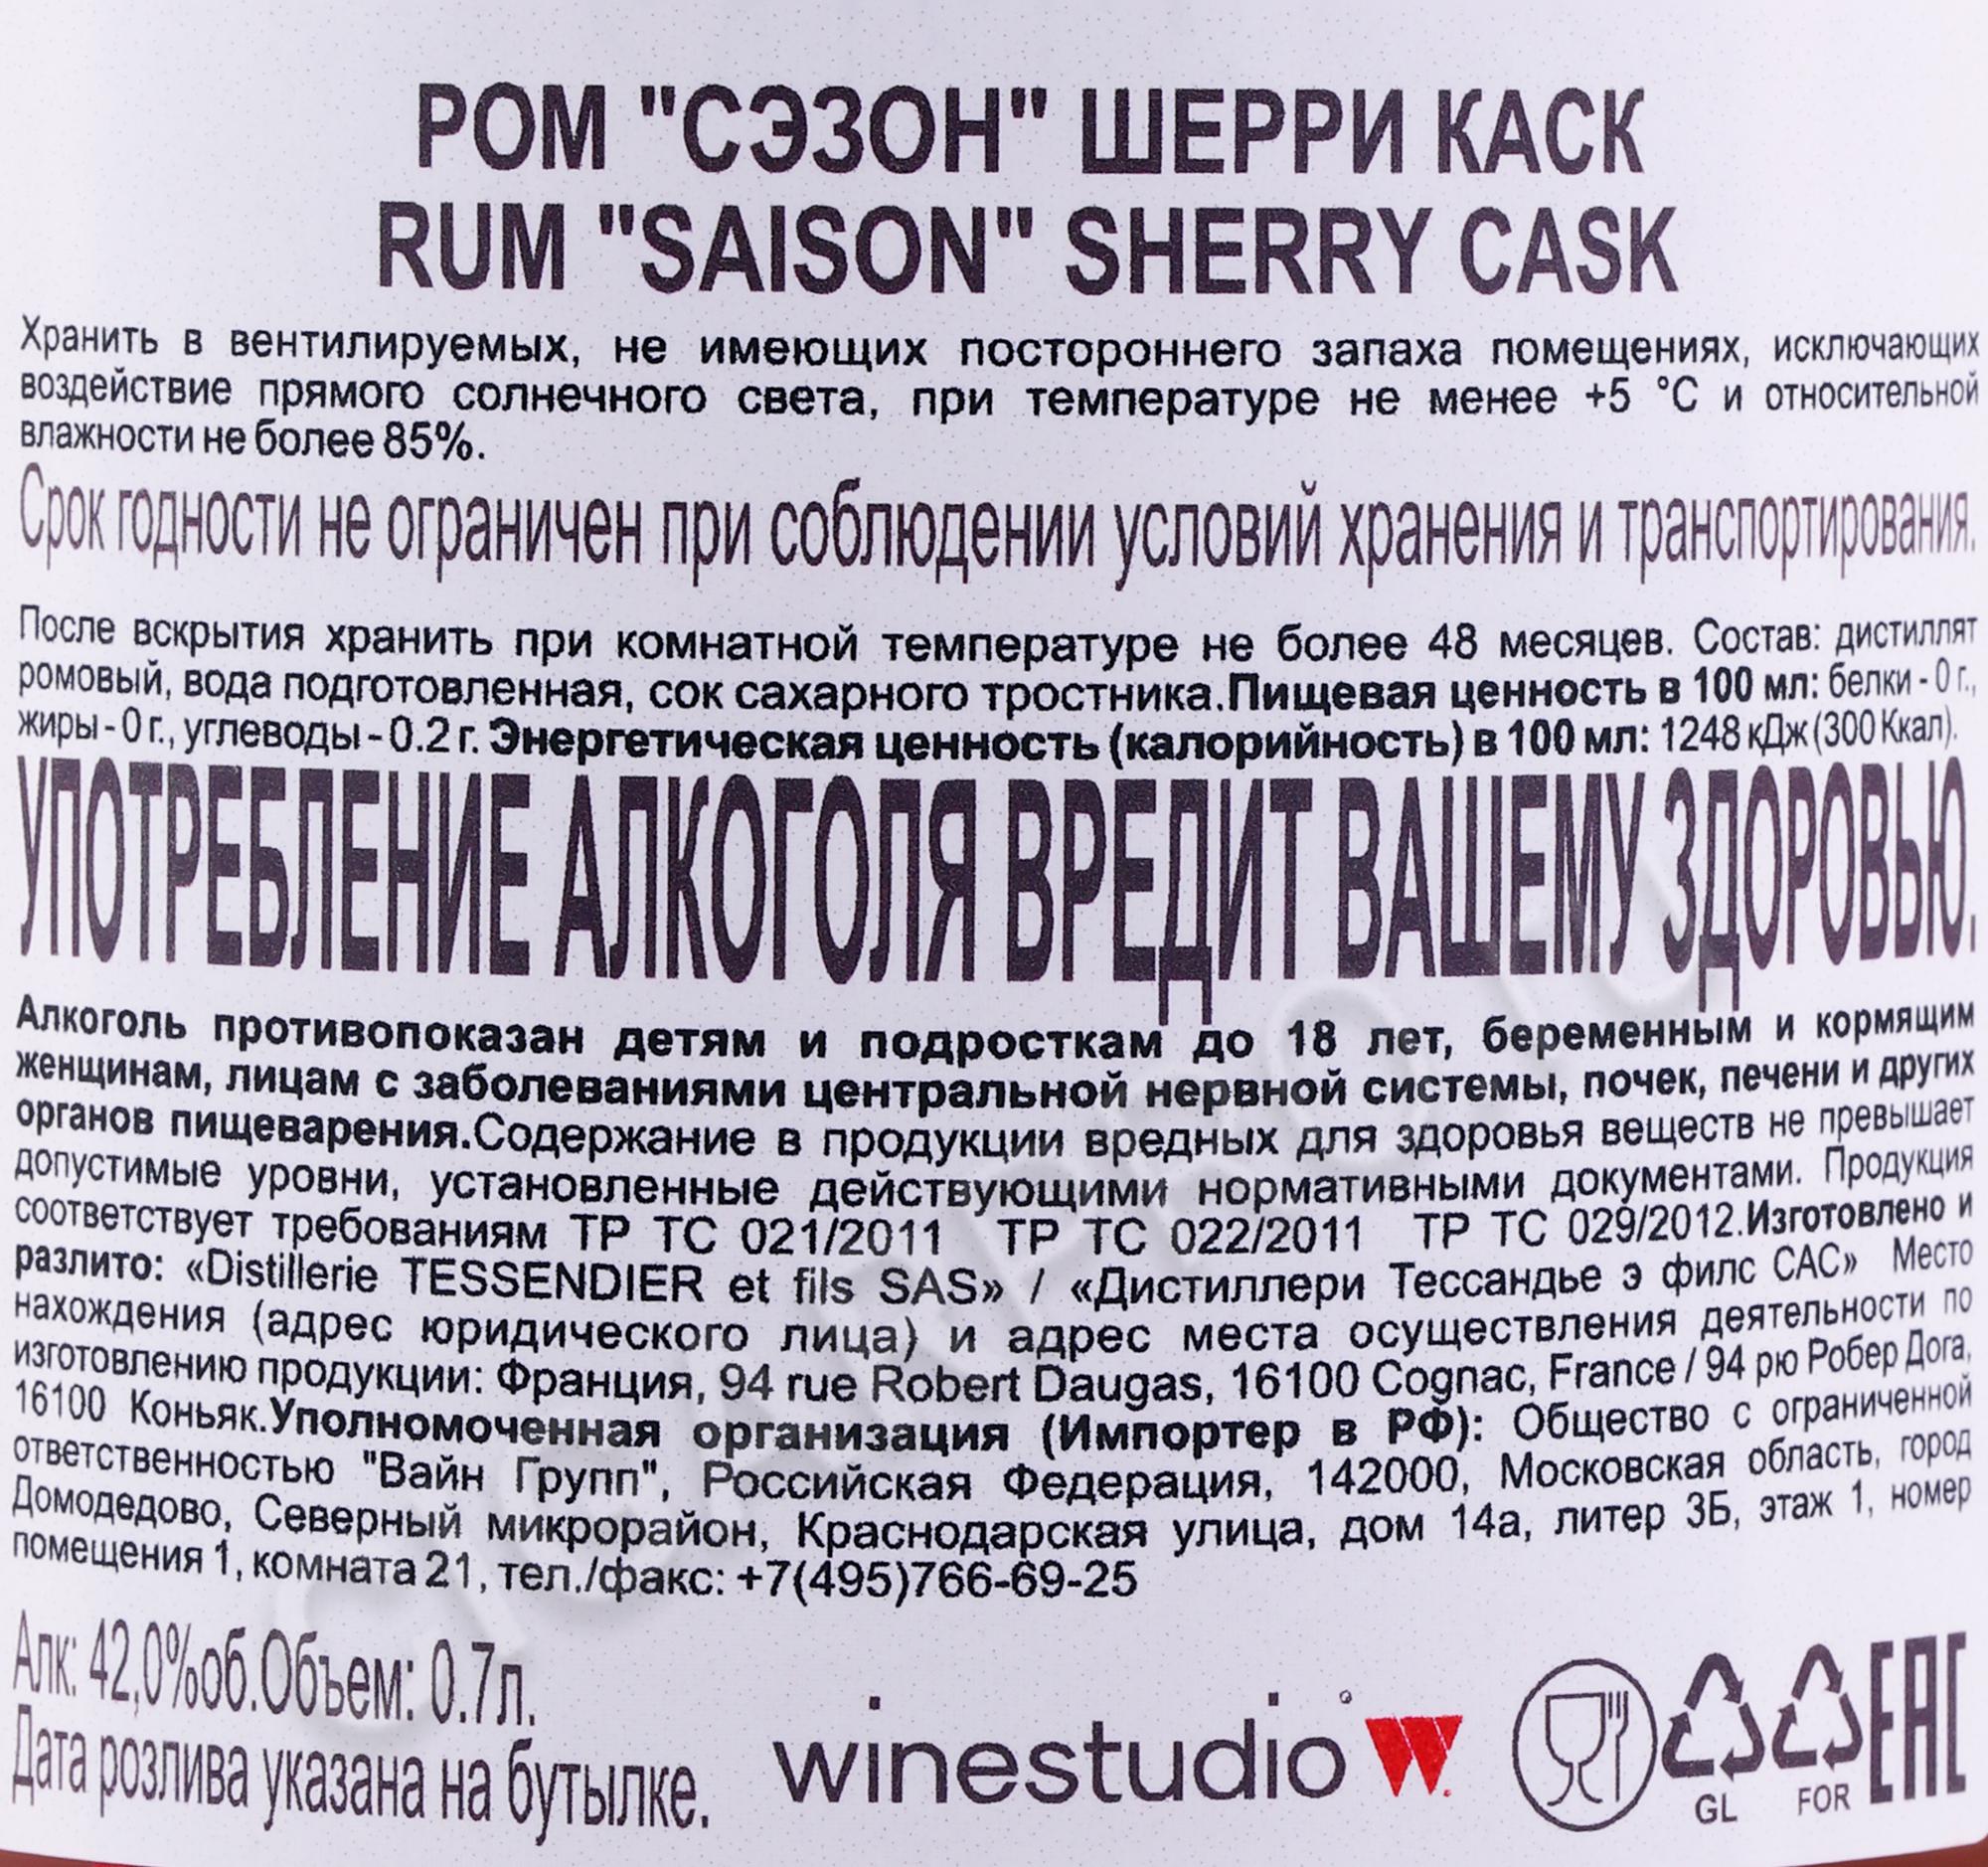 РОМ "СЭЗОН" ШЕРРИ КАСК
RUM "SAISON" SHERRY CASK
Хранить в вентилируемых, не имеющих постороннего запаха помещениях, исключающих
воздействие прямого солнечного света, при температуре не менее +5 °С и относительной
влажности не более 85%.
Срок годности не ограничен при соблюдении условий хранения и транспортирования.
После вскрытия хранить при комнатной температуре не более 48 месяцев. Состав: дистиллят
ромовый, вода подготовленная, сок сахарного тростника.Пищевая ценность в 100 мл: белки - 0 г.,
жиры - 0 г., углеводы - 0.2 г. Энергетическая ценность (калорийность) в 100 мл: 1248 кДж (300 Ккал).
УПОТРЕБЛЕНИЕ АЛКОГОЛЯ ВРЕДИТ ВАШЕМУ ЗДОРОВЬЮ.
Алкоголь противопоказан детям и подросткам до 18 лет, беременным и кормящим
женщинам, лицам с заболеваниями центральной нервной системы, почек, печени и других
органов пищеварения.Содержание в продукции вредных для здоровья веществ не превышает
допустимые уровни, установленные действующими нормативными документами. Продукция
соответствует требованиям ТР ТС 021/2011 ТР ТС 022/2011 ТР ТС 029/2012.Изготовлено и
разлито: «Distillerie TESSENDIER et fils SAS» / «Дистиллери Тессандье э филс САС» Место
нахождения (адрес юридического лица) и адрес места осуществления деятельности по
изготовлению продукции: Франция, 94 rue Robert Daugas, 16100 Cognac, France / 94 рю Робер Дога,
16100 Коньяк.Уполномоченная организация (Импортер в РФ): Общество с ограниченной
ответственностью "Вайн Групп", Российская Федерация, 142000, Московская область, город
Домодедово, Северный микрорайон, Краснодарская улица, дом 14а, литер 3Б, этаж 1, номер
помещения 1, комната 21, тел./факс: +7(495)766-69-25
Алк: 42,0%об.Объем: 0.7л.
Дата розлива указана на бутылке.
winestudio W
GL
FOR
EAC